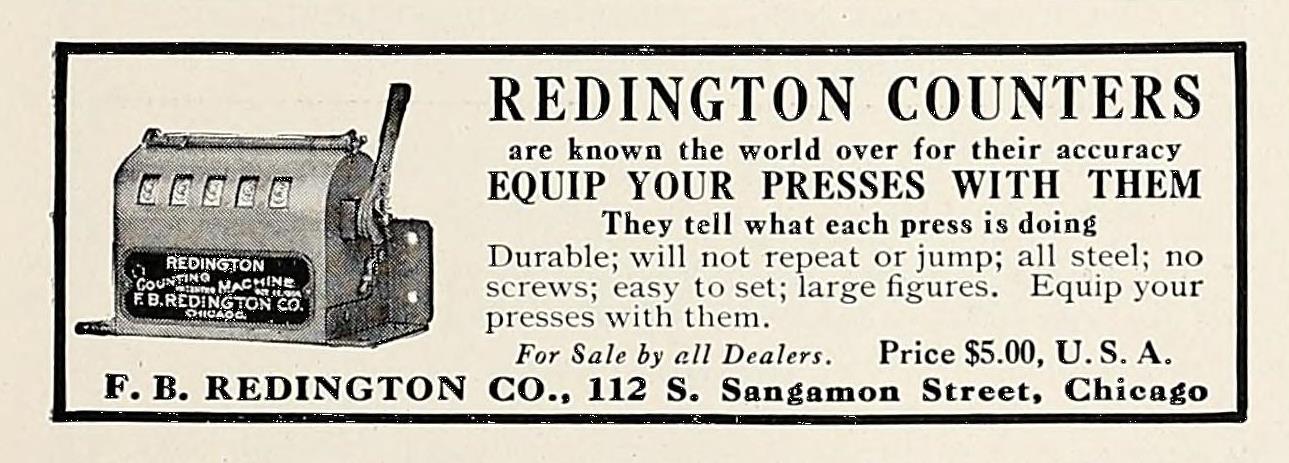 REDINGTON COUNTERS
are known the world over for their accuracy
EQUIP YOUR PRESSES WITH THEM
They tell what each press is doing
Durable; will not repeat or jump; all steel; no
screws; easy to set; large figures. Equip your
presses with them.
For Sale by all Dealers. Price $5.00, U. S. A.
F. B. REDINGTON CO., 112 S. Sangamon Street, Chicago
REDINGTON
COUNTING MACHINE
F. B. REDINGTON CO.
CHICAGO.